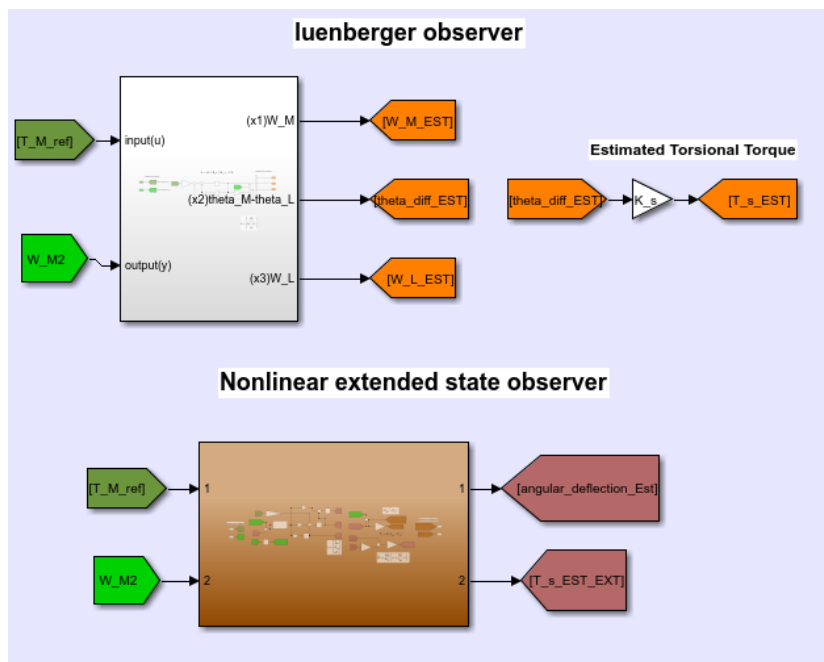 luenberger observer
[T_M_ref]
input(u)
(x1)W_M
[W_M_EST]
Estimated Torsional Torque
(x2)theta_M-theta_L
[theta_diff_EST]
[theta_diff_EST]
K_s
[T_s_EST]
W_M2
output(y)
(x3)W_L
[W_L_EST]
Nonlinear extended state observer
[T_M_ref]
1
1
[angular_deflection_Est]
W_M2
2
2
[T_s_EST_EXT]